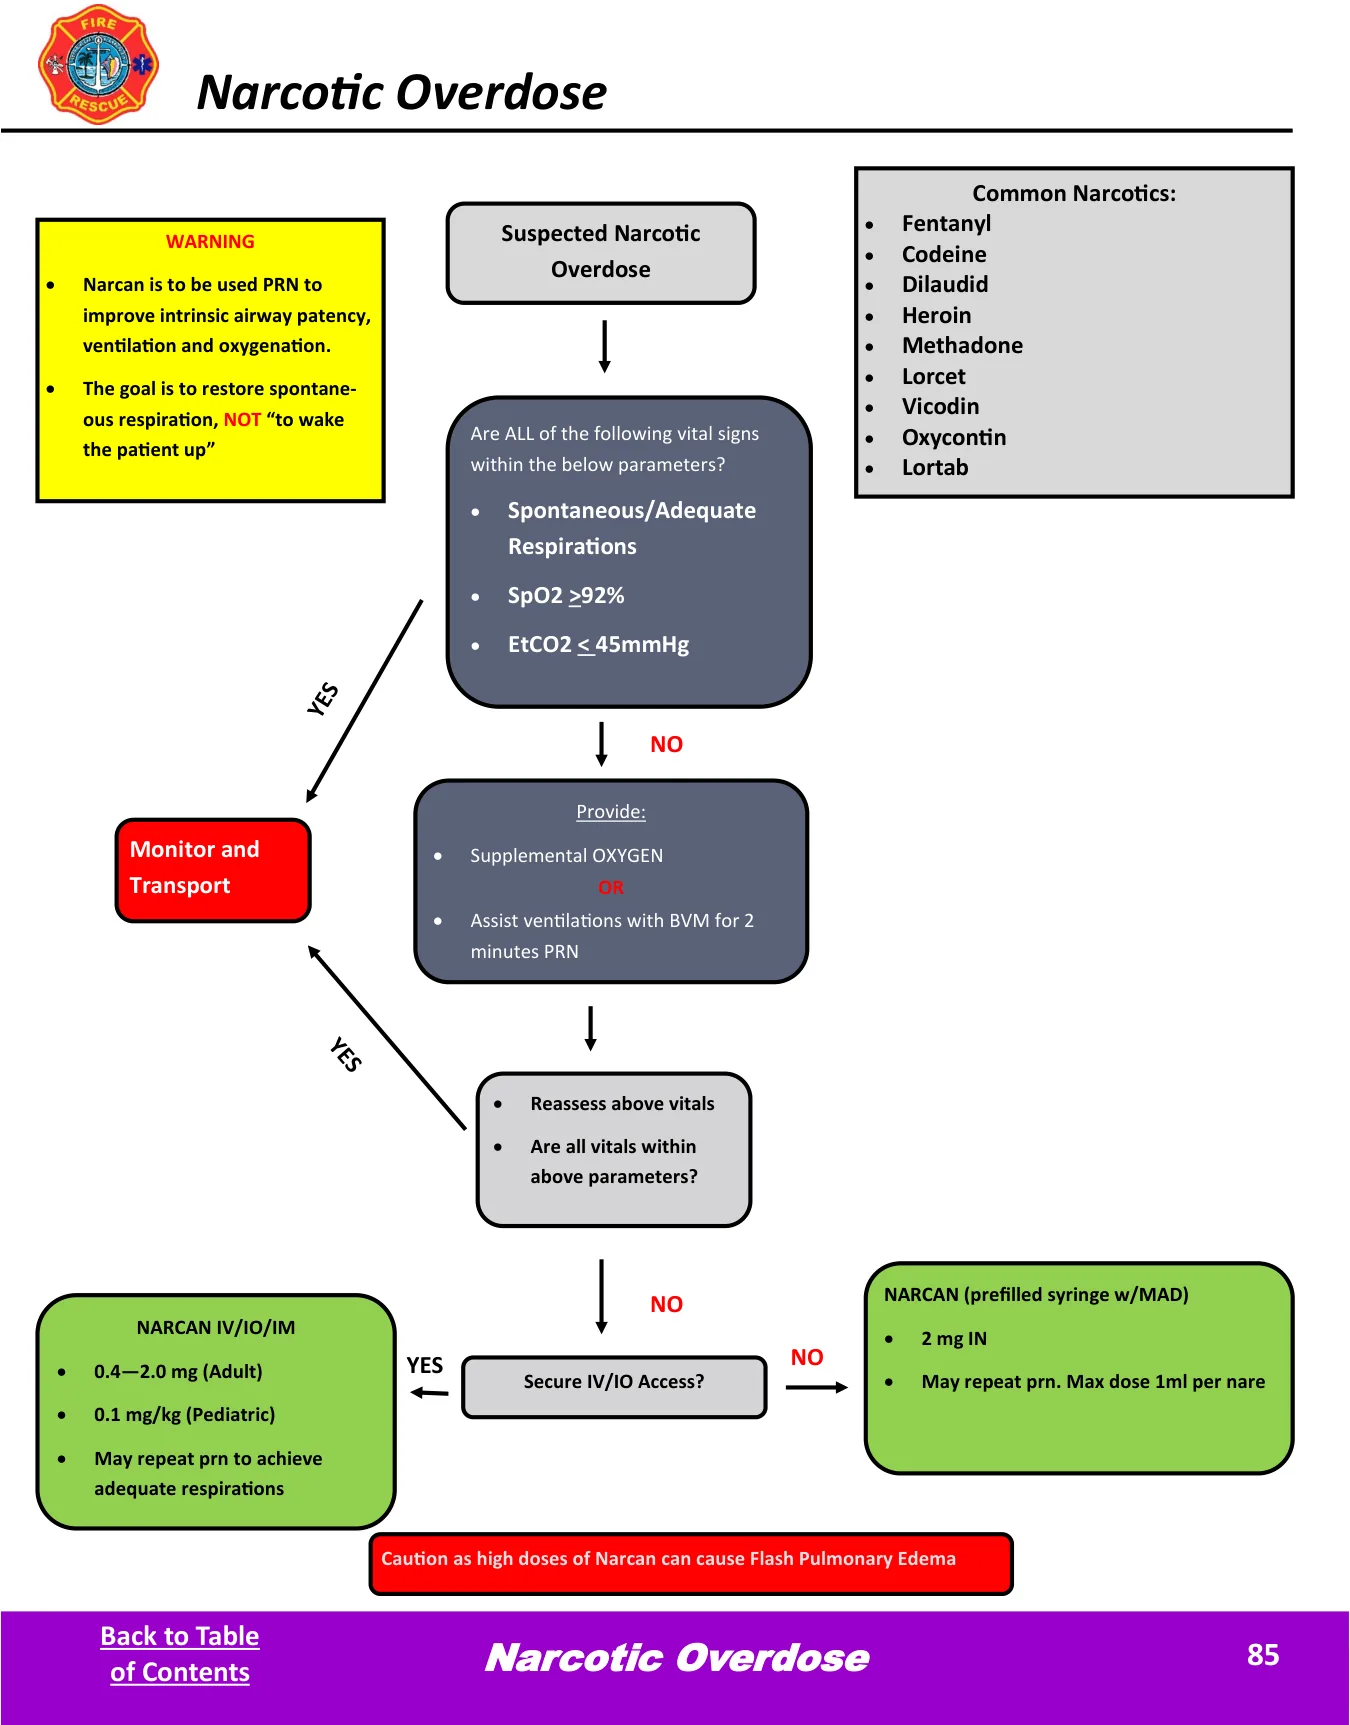 FIRE
RESCUE
Narcotic Overdose
WARNING
• Narcan is to be used PRN to
improve intrinsic airway patency,
ventilation and oxygenation.
• The goal is to restore spontane-
ous respiration, NOT “to wake
the patient up”
Suspected Narcotic
Overdose
Common Narcotics:
• Fentanyl
• Codeine
• Dilaudid
• Heroin
• Methadone
• Lorcet
• Vicodin
• Oxycontin
• Lortab
Are ALL of the following vital signs
within the below parameters?
• Spontaneous/Adequate
Respirations
• SpO2 >92%
• EtCO2 < 45mmHg
YES
NO
Provide:
• Supplemental OXYGEN
OR
• Assist ventilations with BVM for 2
minutes PRN
Monitor and
Transport
YES
• Reassess above vitals
• Are all vitals within
above parameters?
NO
Secure IV/IO Access?
YES
NO
NARCAN IV/IO/IM
• 0.4—2.0 mg (Adult)
• 0.1 mg/kg (Pediatric)
• May repeat prn to achieve
adequate respirations
NARCAN (prefilled syringe w/MAD)
• 2 mg IN
• May repeat prn. Max dose 1ml per nare
Caution as high doses of Narcan can cause Flash Pulmonary Edema
Back to Table
of Contents
Narcotic Overdose
85